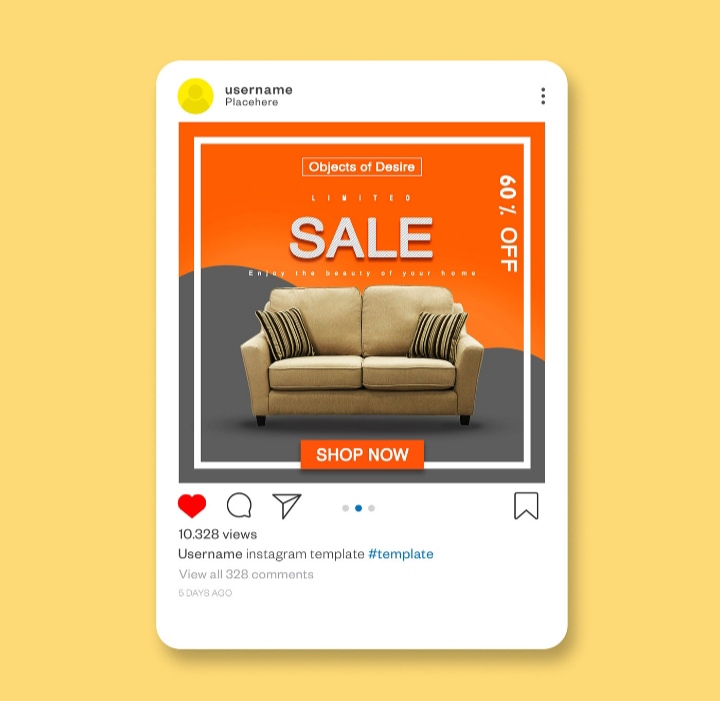 username
Placehere
Objects of Desire
LIMITED
60% OFF
SALE
Enjoy the beauty of your home
SHOP NOW
10.328 views
Username instagram template #template
View all 328 comments
5 DAYS AGO